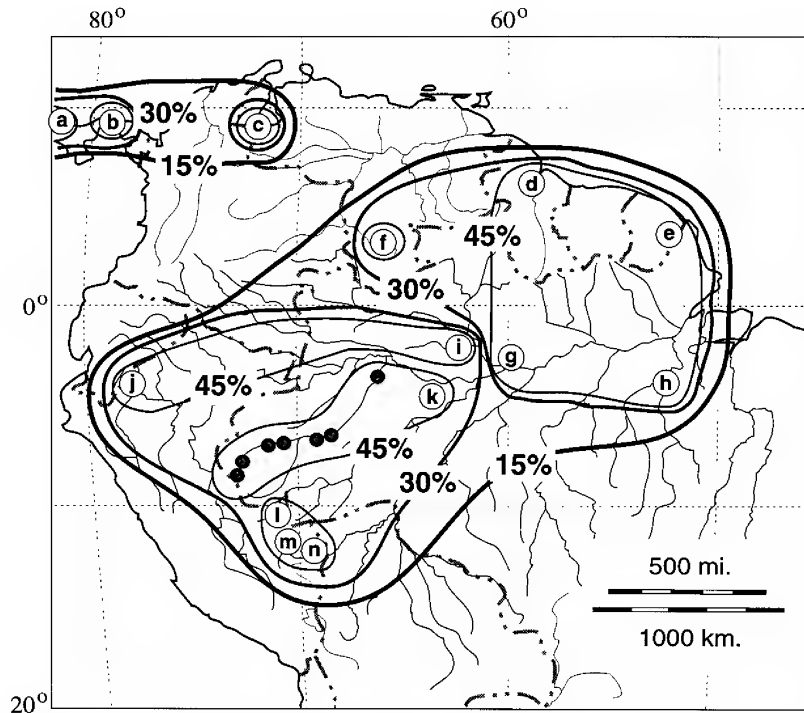 80° 60°
a b 30% c
15%
d
f 45% e
0° 30%
i g
j 45% k h
45%
30% 15%
l
m n
500 mi.
1000 km.
20°